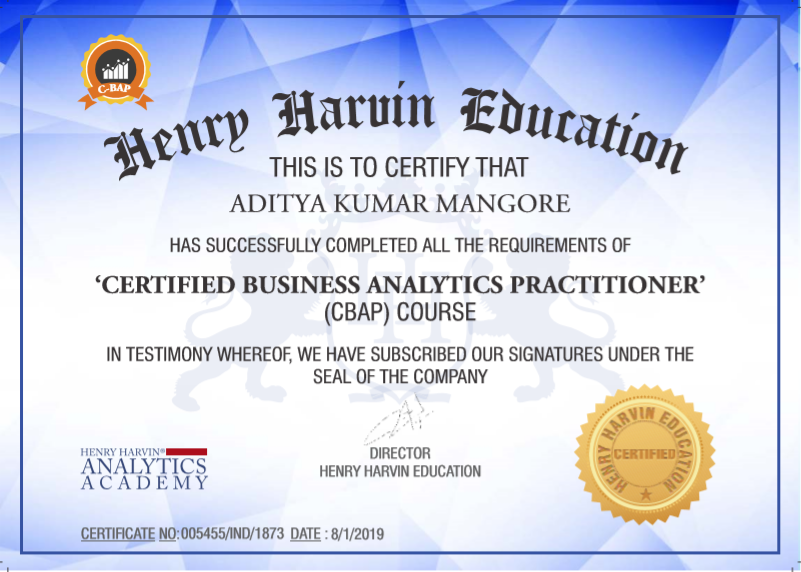 C-BAP
Henry Harvin Education
THIS IS TO CERTIFY THAT
ADITYA KUMAR MANGORE
HAS SUCCESSFULLY COMPLETED ALL THE REQUIREMENTS OF
‘CERTIFIED BUSINESS ANALYTICS PRACTITIONER’
(CBAP) COURSE
IN TESTIMONY WHEREOF, WE HAVE SUBSCRIBED OUR SIGNATURES UNDER THE
SEAL OF THE COMPANY
DIRECTOR
HENRY HARVIN EDUCATION
HENRY HARVIN®
ANALYTICS
ACADEMY
HENRY HARVIN EDUCATION
CERTIFIED
CERTIFICATE NO: 005455/IND/1873 DATE : 8/1/2019